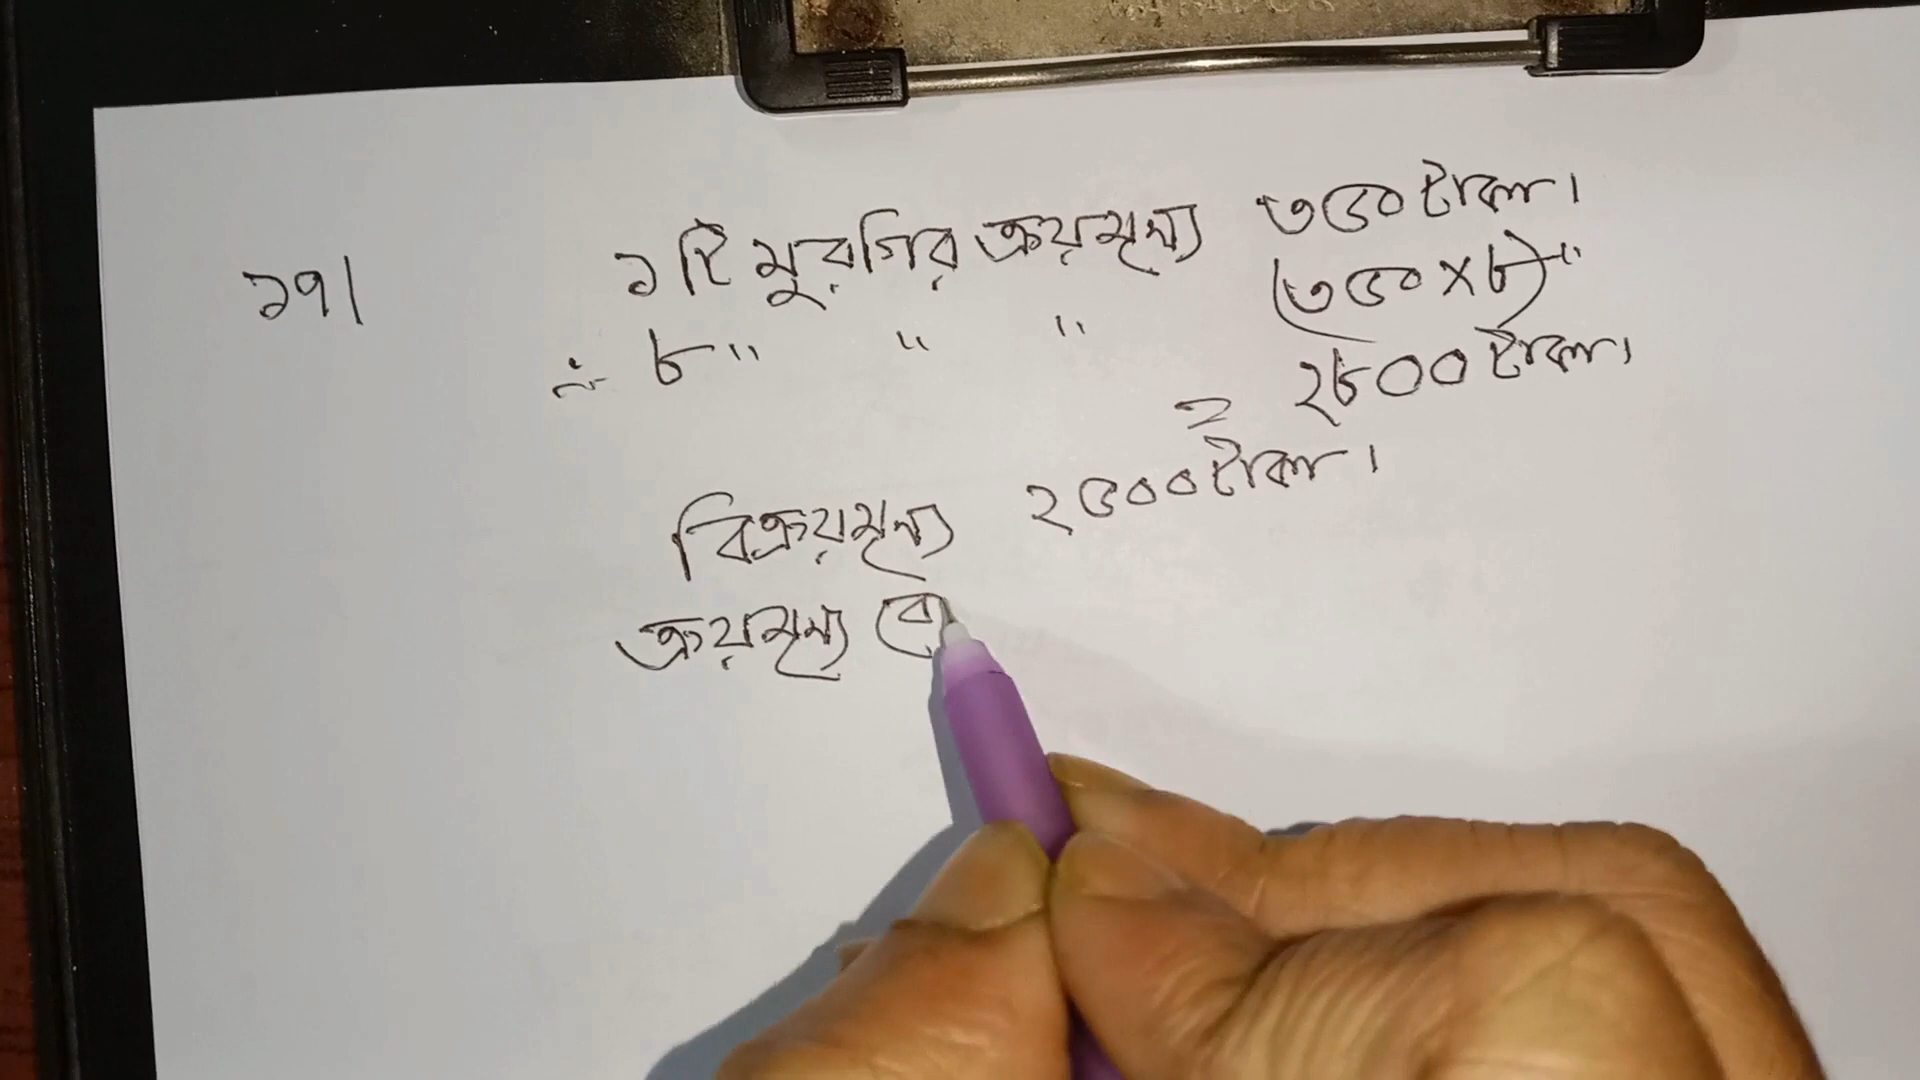 ১৭। ১টি মুরগির ক্রয়মূল্য ৩৫০ টাকা।
∴ ৮ " " " (৩৫০ × ৮) "
= ২৮০০ টাকা।
বিক্রয়মূল্য ২৫০০ টাকা।
ক্রয়মূল্য বে